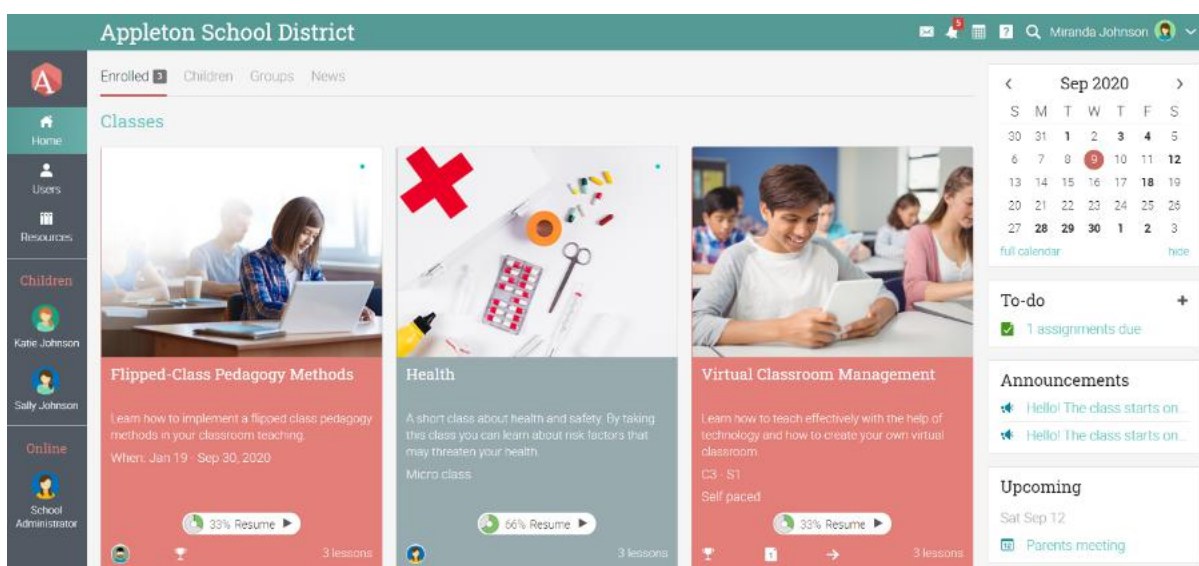 Appleton School District
5
?
Miranda Johnson
A
Home
Users
Resources
Children
Katie Johnson
Sally Johnson
Online
School
Administrator
Enrolled 3
Children
Groups
News
Classes
Flipped-Class Pedagogy Methods
Learn how to implement a flipped class pedagogy
methods in your classroom teaching.
When: Jan 19 - Sep 30, 2020
33% Resume
3 lessons
Health
A short class about health and safety. By taking
this class you can learn about risk factors that
may threaten your health.
Micro class
66% Resume
3 lessons
Virtual Classroom Management
Learn how to teach effectively with the help of
technology and how to create your own virtual
classroom.
C3 - S1
Self paced
33% Resume
1
3 lessons
Sep 2020
S M T W T F S
30 31 1 2 3 4 5
6 7 8 9 10 11 12
13 14 15 16 17 18 19
20 21 22 23 24 25 26
27 28 29 30 1 2 3
full calendar
hide
To-do
1 assignments due
Announcements
Hello! The class starts on...
Hello! The class starts on...
Upcoming
Sat Sep 12
12
Parents meeting